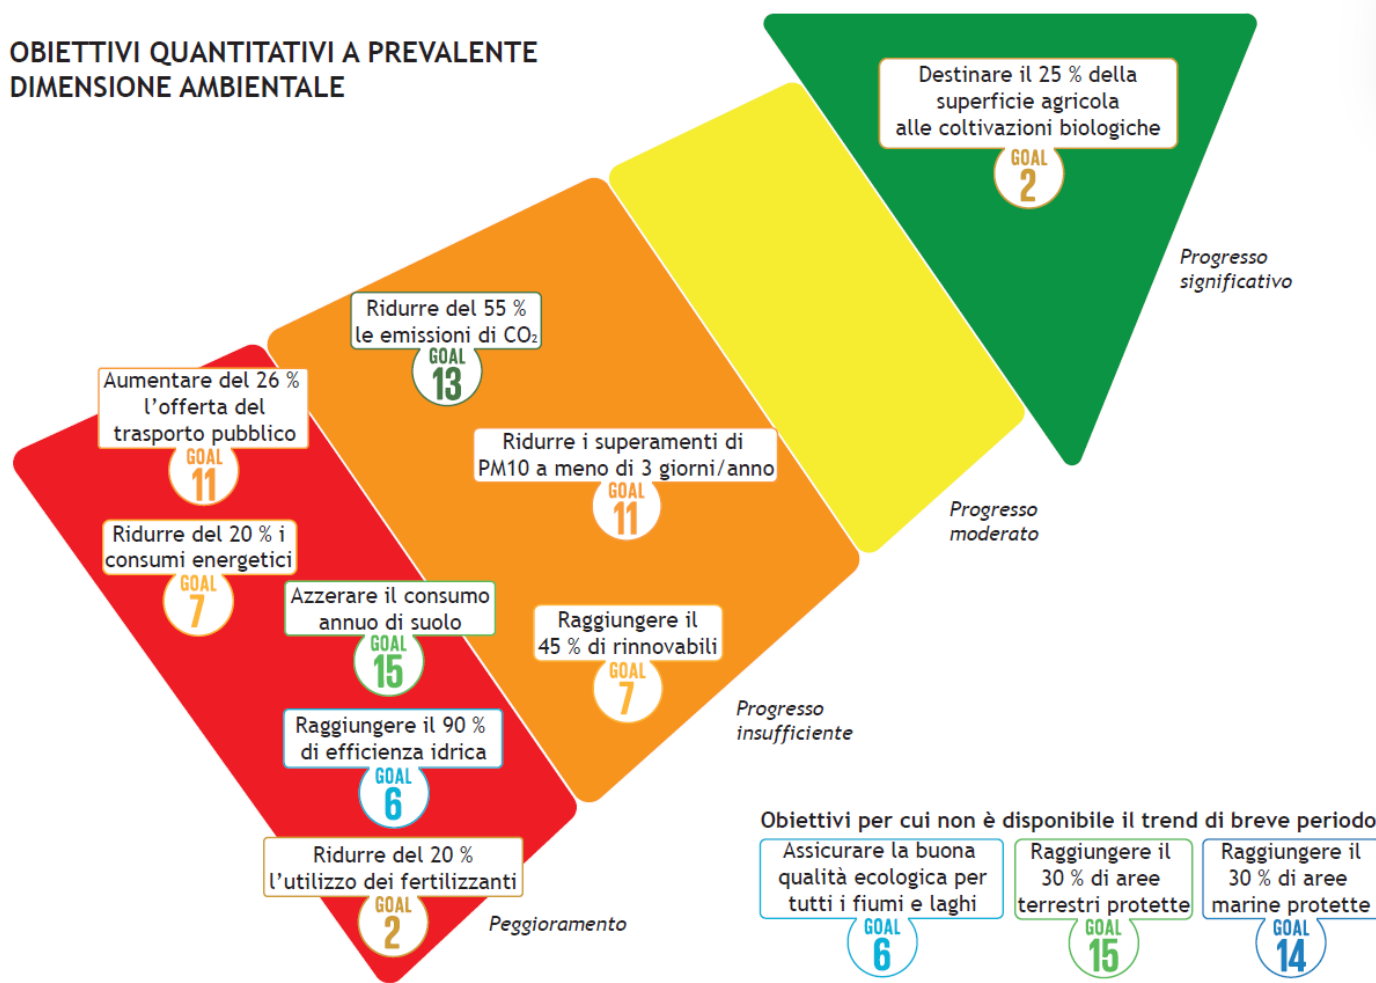 OBIETTIVI QUANTITATIVI A PREVALENTE
DIMENSIONE AMBIENTALE
Destinare il 25 % della
superficie agricola
alle coltivazioni biologiche
GOAL
2
Progresso
significativo
Ridurre del 55 %
le emissioni di CO₂
GOAL
13
Aumentare del 26 %
l’offerta del
trasporto pubblico
GOAL
11
Ridurre i superamenti di
PM10 a meno di 3 giorni/anno
GOAL
11
Progresso
moderato
Ridurre del 20 % i
consumi energetici
GOAL
7
Azzerare il consumo
annuo di suolo
GOAL
15
Raggiungere il
45 % di rinnovabili
GOAL
7
Progresso
insufficiente
Raggiungere il 90 %
di efficienza idrica
GOAL
6
Ridurre del 20 %
l’utilizzo dei fertilizzanti
GOAL
2
Peggioramento
Obiettivi per cui non è disponibile il trend di breve periodo
Assicurare la buona
qualità ecologica per
tutti i fiumi e laghi
GOAL
6
Raggiungere il
30 % di aree
terrestri protette
GOAL
15
Raggiungere il
30 % di aree
marine protette
GOAL
14